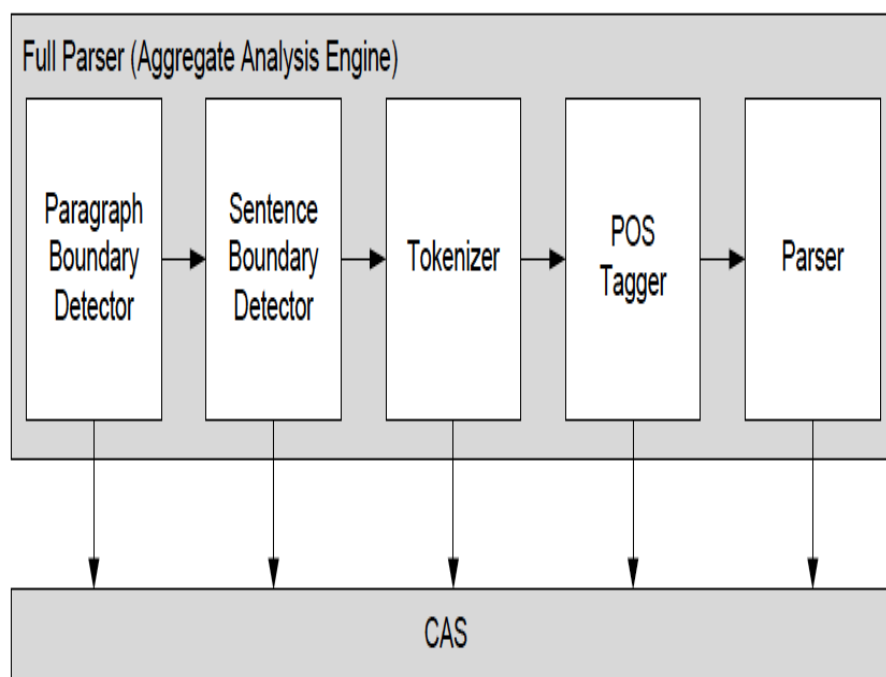 Full Parser (Aggregate Analysis Engine)
Paragraph
Boundary
Detector
Sentence
Boundary
Detector
Tokenizer
POS
Tagger
Parser
CAS